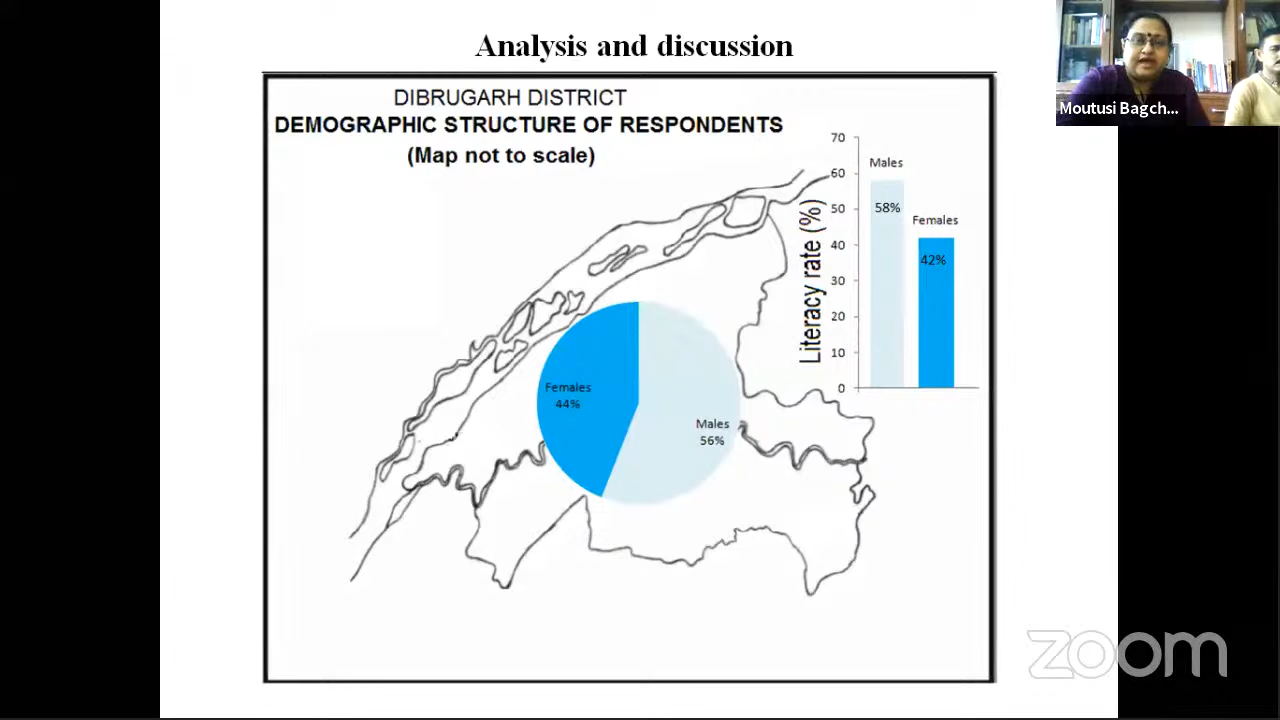 Analysis and discussion
DIBRUGARH DISTRICT
DEMOGRAPHIC STRUCTURE OF RESPONDENTS
(Map not to scale)
Moutusi Bagch...
Literacy rate (%)
70
60
50
40
30
20
10
0
Males
58%
Females
42%
Females
44%
Males
56%
zoom